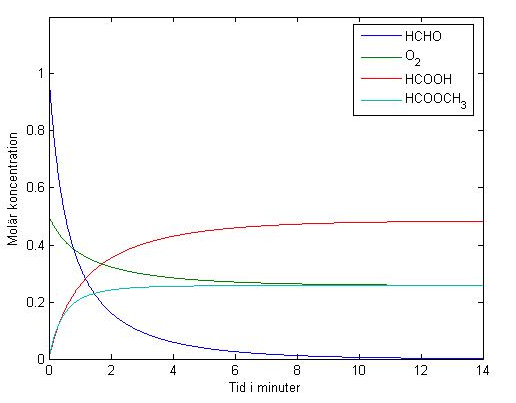 HCHO
O2
HCOOH
HCOOCH3
Molär koncentration
1
0.8
0.6
0.4
0.2
0
0 2 4 6 8 10 12 14
Tid i minuter